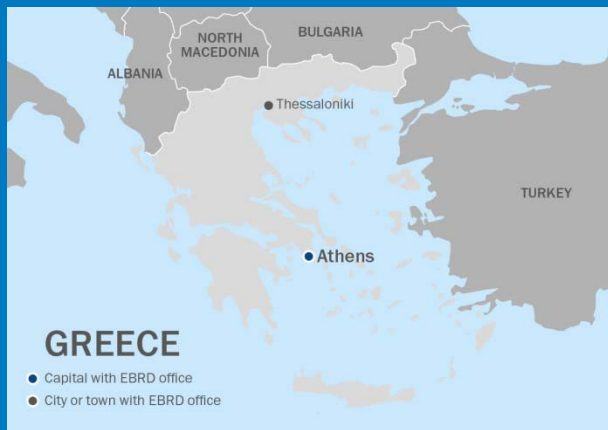 BULGARIA
NORTH
MACEDONIA
ALBANIA
Thessaloniki
TURKEY
Athens
GREECE
Capital with EBRD office
City or town with EBRD office